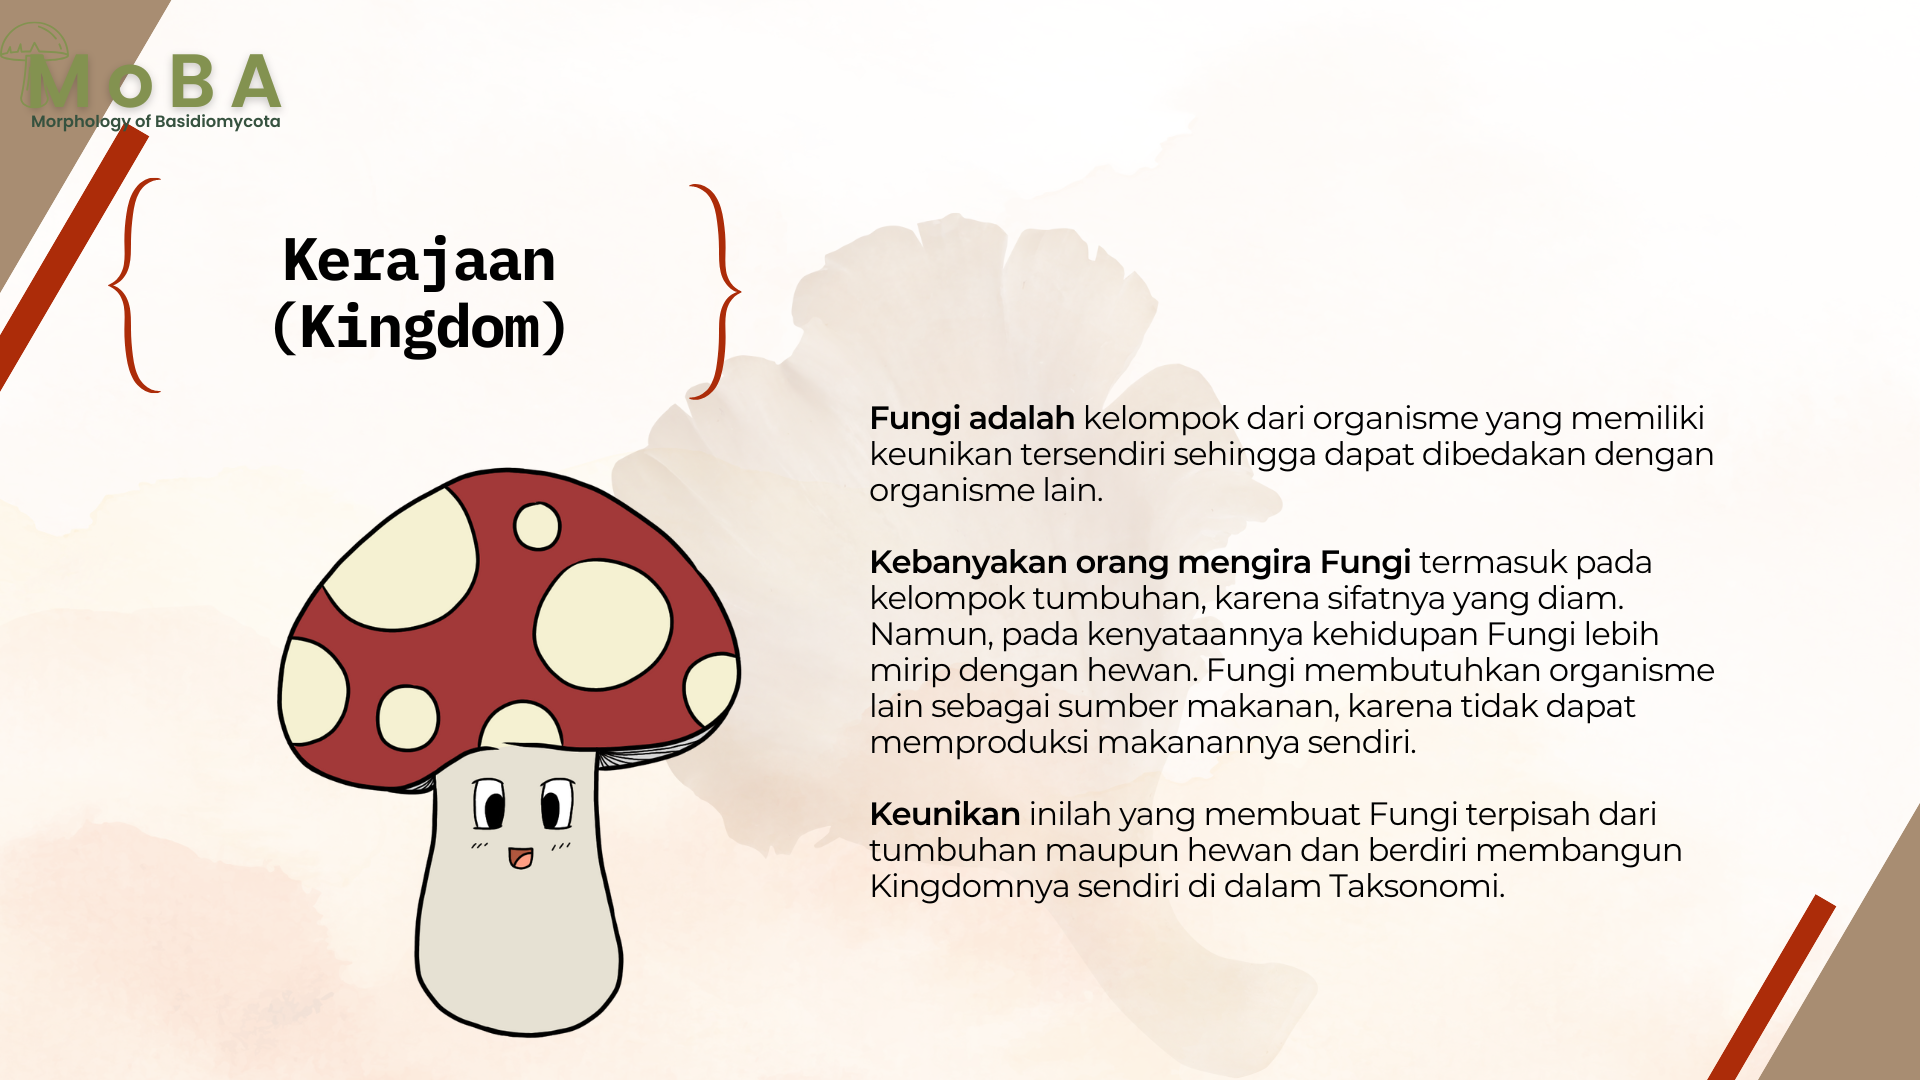 MoBA
Morphology of Basidiomycota
Kerajaan
(Kingdom)
Fungi adalah kelompok dari organisme yang memiliki
keunikan tersendiri sehingga dapat dibedakan dengan
organisme lain.
Kebanyakan orang mengira Fungi termasuk pada
kelompok tumbuhan, karena sifatnya yang diam.
Namun, pada kenyataannya kehidupan Fungi lebih
mirip dengan hewan. Fungi membutuhkan organisme
lain sebagai sumber makanan, karena tidak dapat
memproduksi makanannya sendiri.
Keunikan inilah yang membuat Fungi terpisah dari
tumbuhan maupun hewan dan berdiri membangun
Kingdomnya sendiri di dalam Taksonomi.